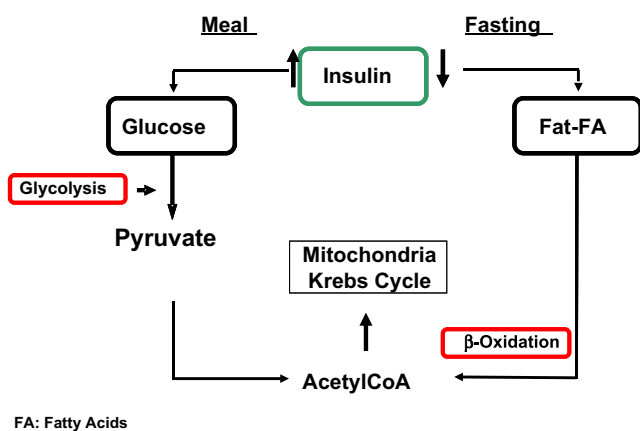 Meal
Fasting
Insulin
Glucose
Fat-FA
Glycolysis
Pyruvate
Mitochondria
Krebs Cycle
β-Oxidation
AcetylCoA
FA: Fatty Acids